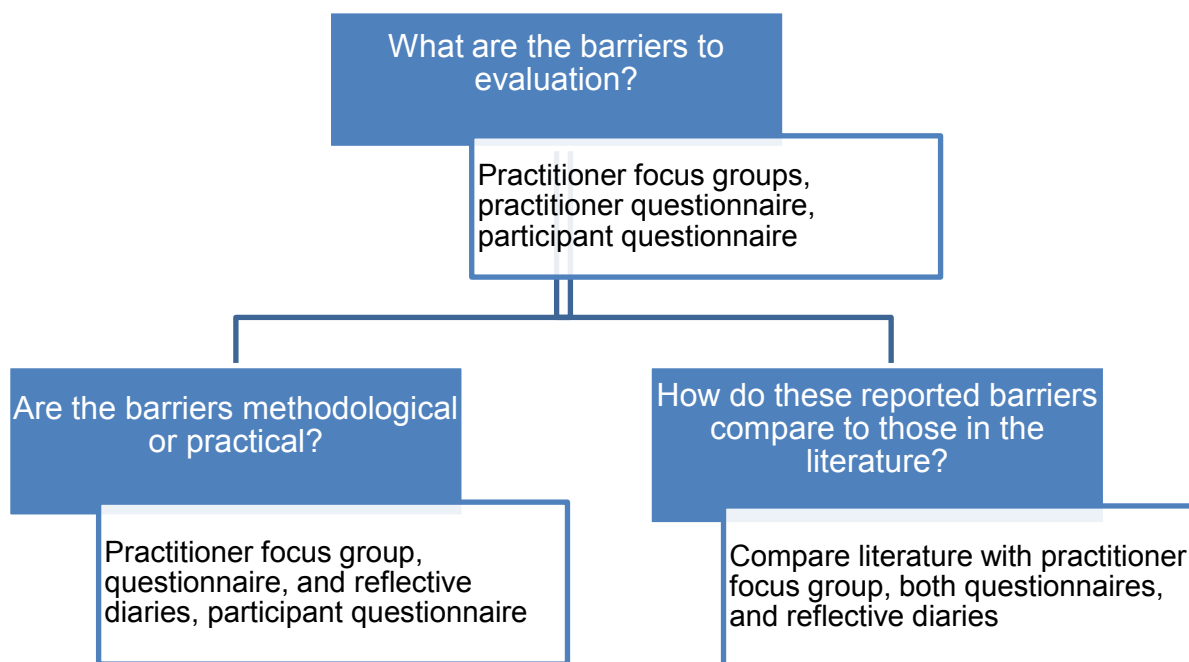 What are the barriers to
evaluation?
Practitioner focus groups,
practitioner questionnaire,
participant questionnaire
Are the barriers methodological
or practical?
Practitioner focus group,
questionnaire, and reflective
diaries, participant questionnaire
How do these reported barriers
compare to those in the
literature?
Compare literature with practitioner
focus group, both questionnaires,
and reflective diaries